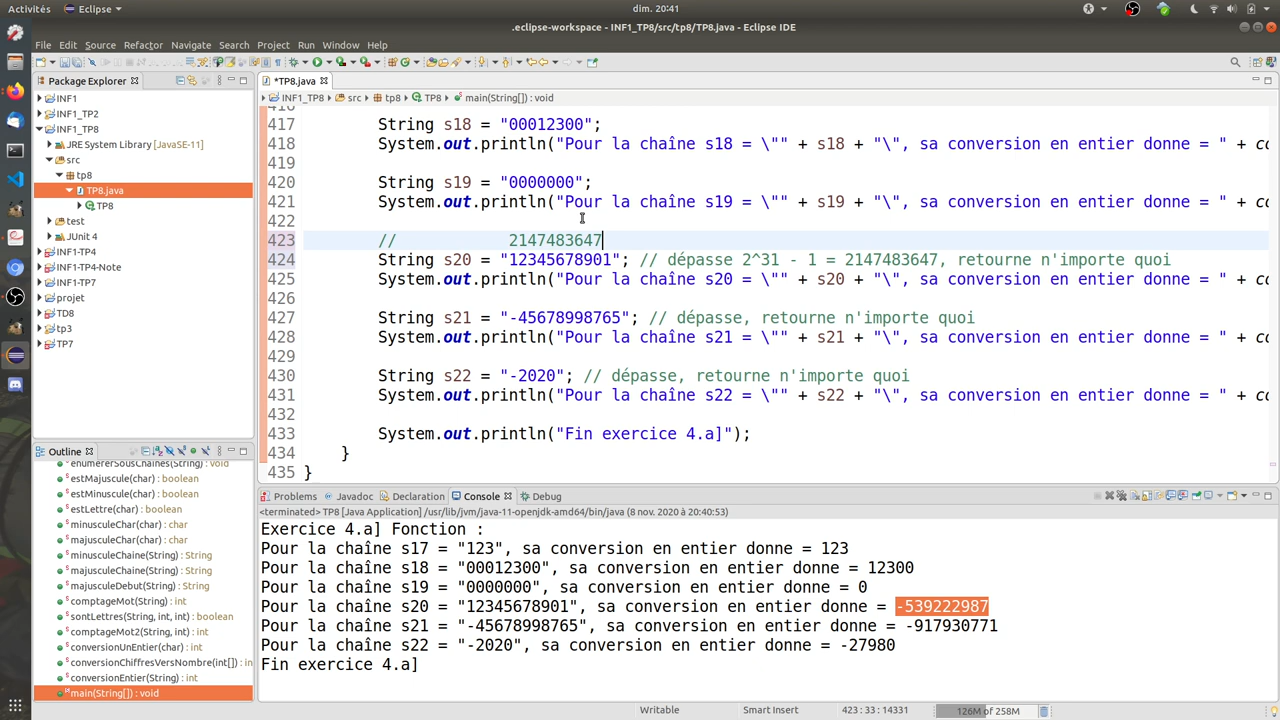 Activités
Eclipse
dim. 20:41
.eclipse-workspace - INF1_TP8/src/tp8/TP8.java - Eclipse IDE
File Edit Source Refactor Navigate Search Project Run Window Help
Package Explorer
INF1
INF1_TP2
INF1_TP8
JRE System Library [JavaSE-11]
src
tp8
TP8.java
TP8
test
JUnit 4
INF1-TP4
INF1-TP4-Note
INF1-TP7
projet
TD8
tp3
TP7
Outline
enumererSousChaines(String) : void
estMajuscule(char) : boolean
estMinuscule(char) : boolean
estLettre(char) : boolean
minusculeChar(char) : char
majusculeChar(char) : char
minusculeChaine(String) : String
majusculeChaine(String) : String
majusculeDebut(String) : String
comptageMot(String) : int
sontLettres(String, int, int) : boolean
comptageMot2(String) : int
conversionUnEntier(char) : int
conversionChiffresVersNombre(int[]) : in
conversionEntier(String) : int
main(String[]) : void
*TP8.java
INF1_TP8 src tp8 TP8 main(String[]) : void
416
417 String s18 = "00012300";
418 System.out.println("Pour la chaîne s18 = \"" + s18 + "\", sa conversion en entier donne = " + co
419
420 String s19 = "0000000";
421 System.out.println("Pour la chaîne s19 = \"" + s19 + "\", sa conversion en entier donne = " + co
422
423 // 2147483647
424 String s20 = "12345678901"; // dépasse 2^31 - 1 = 2147483647, retourne n'importe quoi
425 System.out.println("Pour la chaîne s20 = \"" + s20 + "\", sa conversion en entier donne = " + co
426
427 String s21 = "-45678998765"; // dépasse, retourne n'importe quoi
428 System.out.println("Pour la chaîne s21 = \"" + s21 + "\", sa conversion en entier donne = " + co
429
430 String s22 = "-2020"; // dépasse, retourne n'importe quoi
431 System.out.println("Pour la chaîne s22 = \"" + s22 + "\", sa conversion en entier donne = " + co
432
433 System.out.println("Fin exercice 4.a]");
434 }
435 }
Problems Javadoc Declaration Console Debug
<terminated> TP8 [Java Application] /usr/lib/jvm/java-11-openjdk-amd64/bin/java (8 nov. 2020 à 20:40:53)
Exercice 4.a] Fonction :
Pour la chaîne s17 = "123", sa conversion en entier donne = 123
Pour la chaîne s18 = "00012300", sa conversion en entier donne = 12300
Pour la chaîne s19 = "0000000", sa conversion en entier donne = 0
Pour la chaîne s20 = "12345678901", sa conversion en entier donne = -539222987
Pour la chaîne s21 = "-45678998765", sa conversion en entier donne = -917930771
Pour la chaîne s22 = "-2020", sa conversion en entier donne = -27980
Fin exercice 4.a]
Writable
Smart Insert
423 : 33 : 14331
126M of 258M